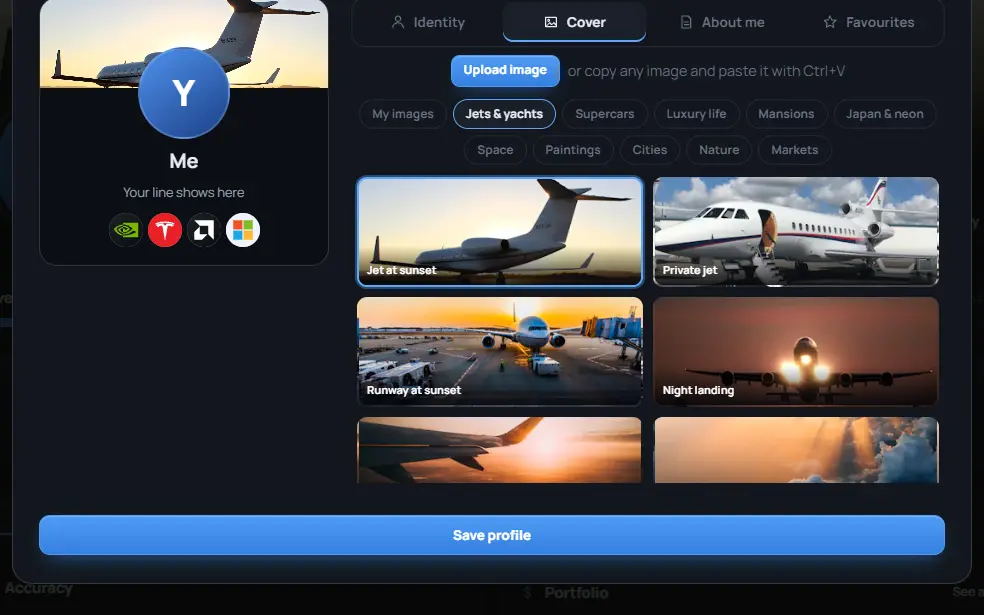 Identity
Cover
About me
Favourites
Upload image
or copy any image and paste it with Ctrl+V
My images
Jets & yachts
Supercars
Luxury life
Mansions
Japan & neon
Space
Paintings
Cities
Nature
Markets
Y
Me
Your line shows here
Jet at sunset
Private jet
Runway at sunset
Night landing
Save profile
Accuracy
$ Portfolio
See a